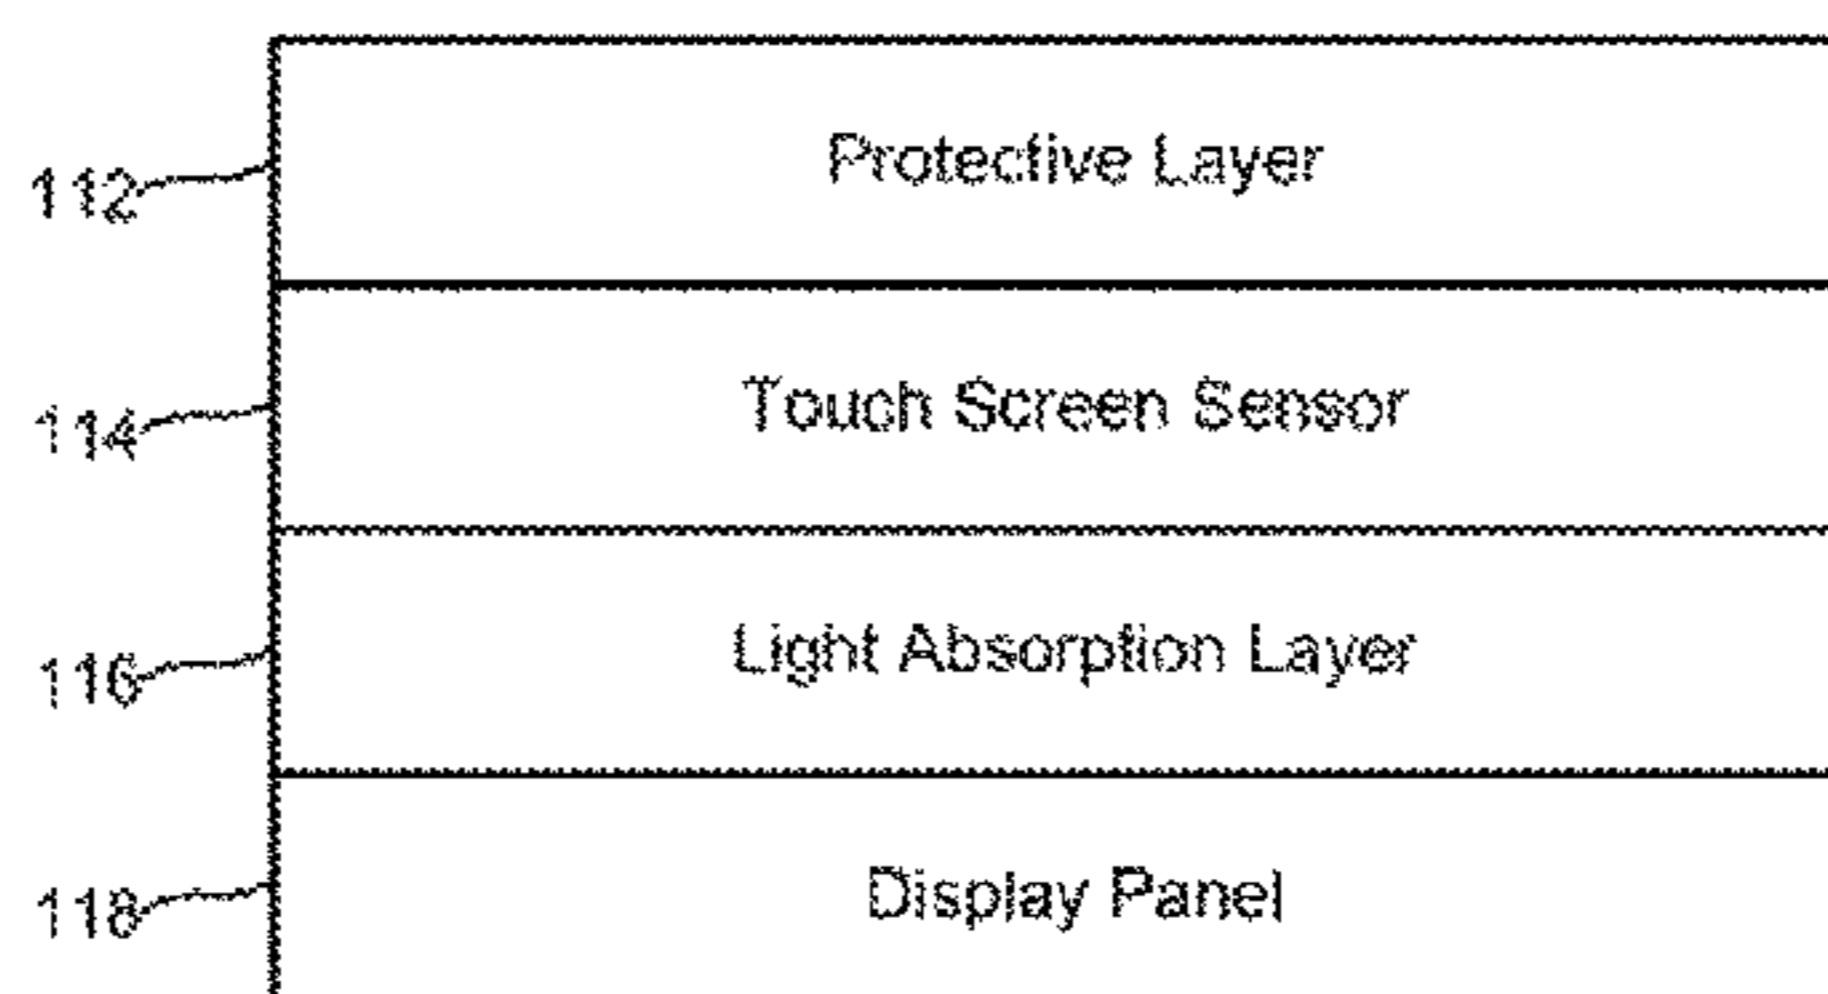 112
Protective Layer
114
Touch Screen Sensor
116
Light Absorption Layer
118
Display Panel